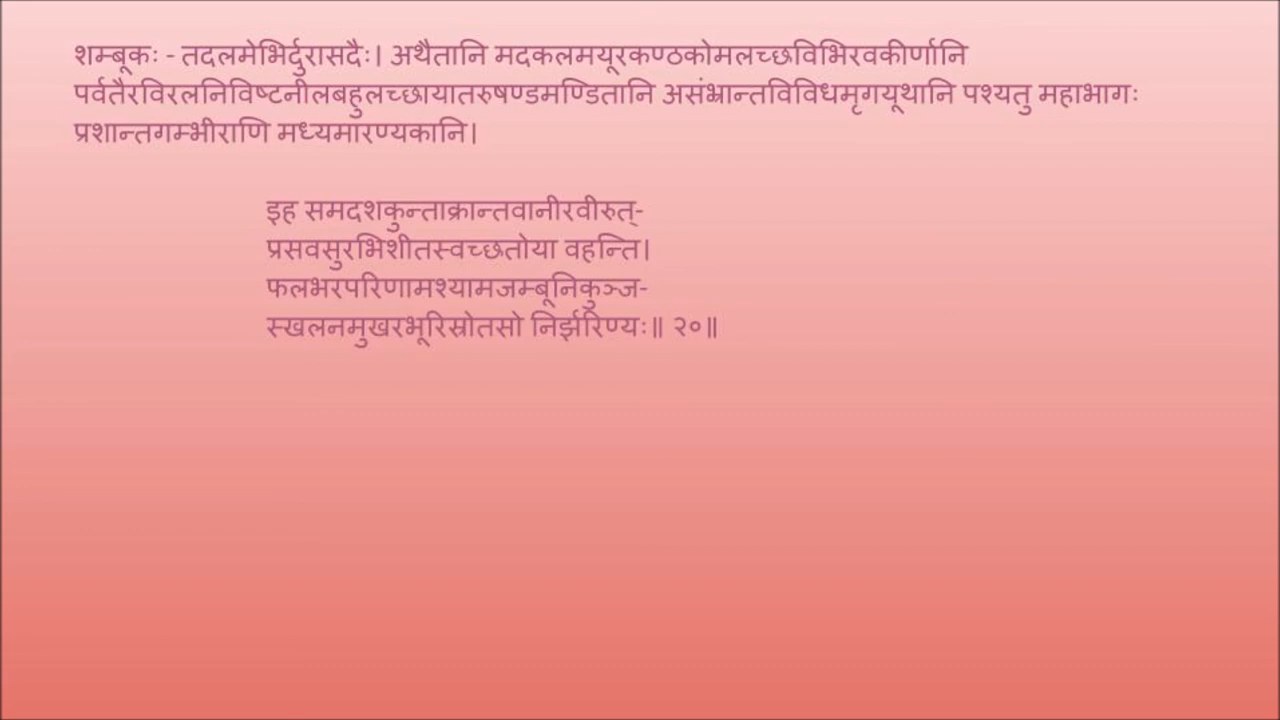 शम्बूकः - तदलमेभिर्दुरासदैः। अथैतानि मदकलमयूरकण्ठकोमलच्छविभिरवकीर्णानि
पर्वतैरविरलनिविष्टनीलबहुलच्छायातरुषण्डमण्डितानि असंभ्रान्तविविधमृगयूथानि पश्यतु महाभागः
प्रशान्तगम्भीराणि मध्यमारण्यकानि।
इह समदशकुन्ताक्रान्तवानीरवीरुत्-
प्रसवसुरभिशीतस्वच्छतोया वहन्ति।
फलभरपरिणामश्यामजम्बूनिकुञ्ज-
स्खलनमुखरभूरिस्रोतसो निर्झरिण्यः॥ २०॥